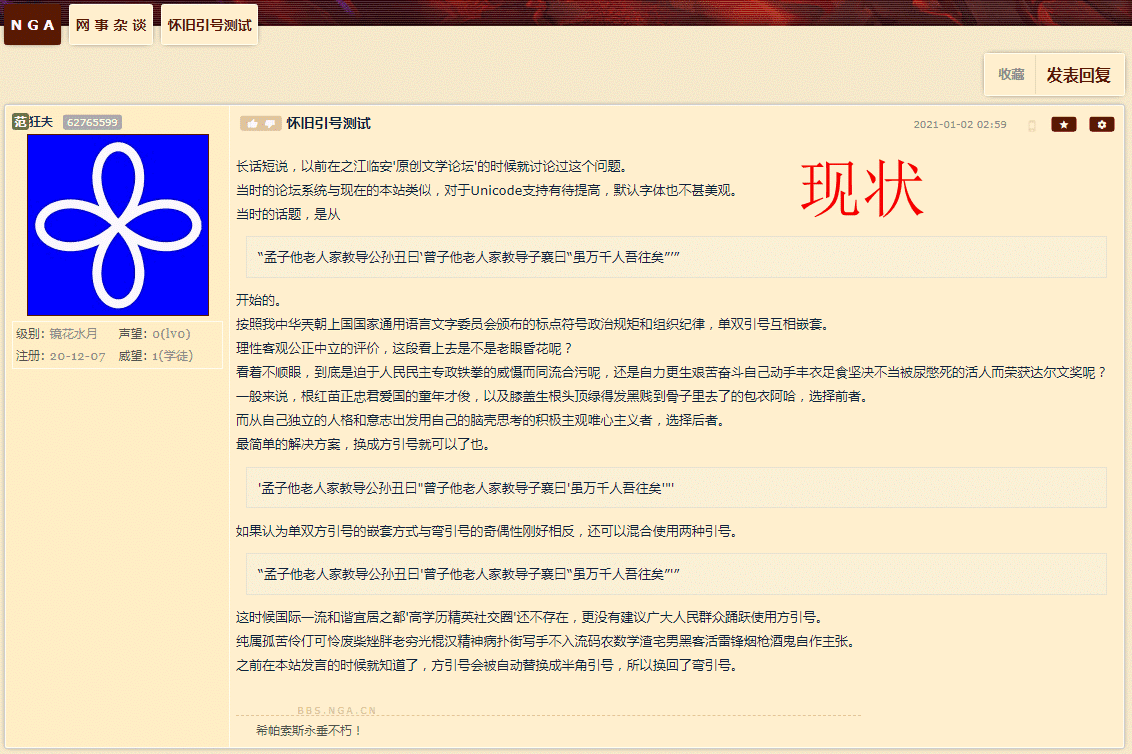 NGA 网事杂谈 怀旧引号测试
收藏 发表回复
范狂夫 62765599
级别: 镜花水月 声望: 0(lv0)
注册: 20-12-07 威望: 1(学徒)
怀旧引号测试 2021-01-02 02:59
现状
长话短说，以前在之江临安'原创文学论坛'的时候就讨论过这个问题。
当时的论坛系统与现在的本站类似，对于Unicode支持有待提高，默认字体也不甚美观。
当时的话题，是从
“孟子他老人家教导公孙丑曰‘曾子他老人家教导子襄曰“虽万千人吾往矣”’”
开始的。
按照我中华兲朝上国国家通用语言文字委员会颁布的标点符号政治规矩和组织纪律，单双引号互相嵌套。
理性客观公正中立的评价，这段看上去是不是老眼昏花呢？
看着不顺眼，到底是迫于人民民主专政铁拳的威慑而同流合污呢，还是自力更生艰苦奋斗自己动手丰衣足食坚决不当被尿憋死的活人而荣获达尔文奖呢？
一般来说，根红苗正忠君爱国的童年才俊，以及膝盖生根头顶绿得发黑贱到骨子里去了的包衣阿哈，选择前者。
而从自己独立的人格和意志出发用自己的脑壳思考的积极主观唯心主义者，选择后者。
最简单的解决方案，换成方引号就可以了也。
'孟子他老人家教导公孙丑曰"曾子他老人家教导子襄曰'虽万千人吾往矣'"'
如果认为单双方引号的嵌套方式与弯引号的奇偶性刚好相反，还可以混合使用两种引号。
“孟子他老人家教导公孙丑曰'曾子他老人家教导子襄曰“虽万千人吾往矣”'”
这时候国际一流和谐宜居之都'高学历精英社交圈'还不存在，更没有建议广大人民群众踊跃使用方引号。
纯属孤苦伶仃可怜废柴矬胖老穷光棍汉精神病扑街写手不入流码农数学渣宅男黑客活雷锋烟枪酒鬼自作主张。
之前在本站发言的时候就知道了，方引号会被自动替换成半角引号，所以换回了弯引号。
BBS.NGA.CN
希帕索斯永垂不朽！